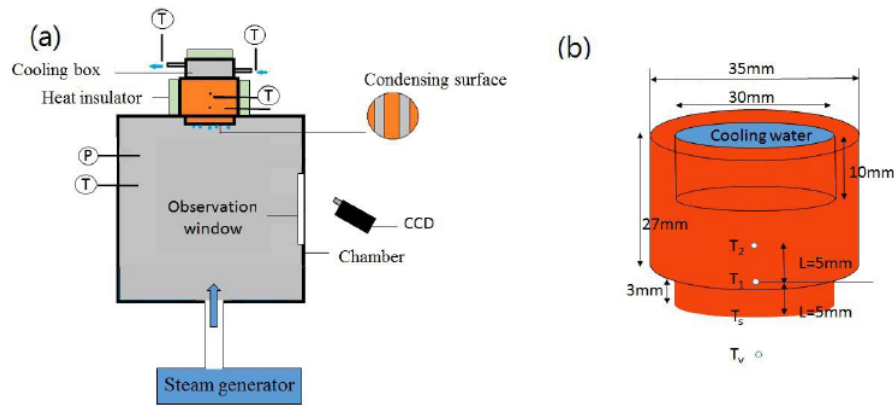 (a)
T
T
Cooling box
Heat insulator
T
Condensing surface
P
T
Observation
window
CCD
Chamber
Steam generator
(b)
35mm
30mm
Cooling water
10mm
27mm
T₂
L=5mm
T₁
3mm
Tₛ
L=5mm
Tᵥ